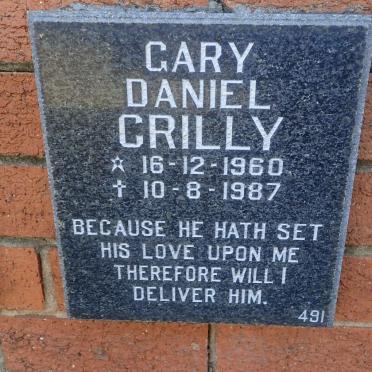 GARY
DANIEL
CRILLY
☆ 16-12-1960
✝ 10-8-1987
BECAUSE HE HATH SET
HIS LOVE UPON ME
THEREFORE WILL I
DELIVER HIM.
491